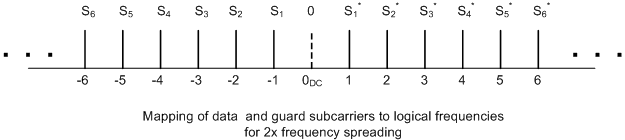 S₆ S₅ S₄ S₃ S₂ S₁ 0 S₁* S₂* S₃* S₄* S₅* S₆*
-6 -5 -4 -3 -2 -1 0DC 1 2 3 4 5 6
Mapping of data and guard subcarriers to logical frequencies
for 2x frequency spreading